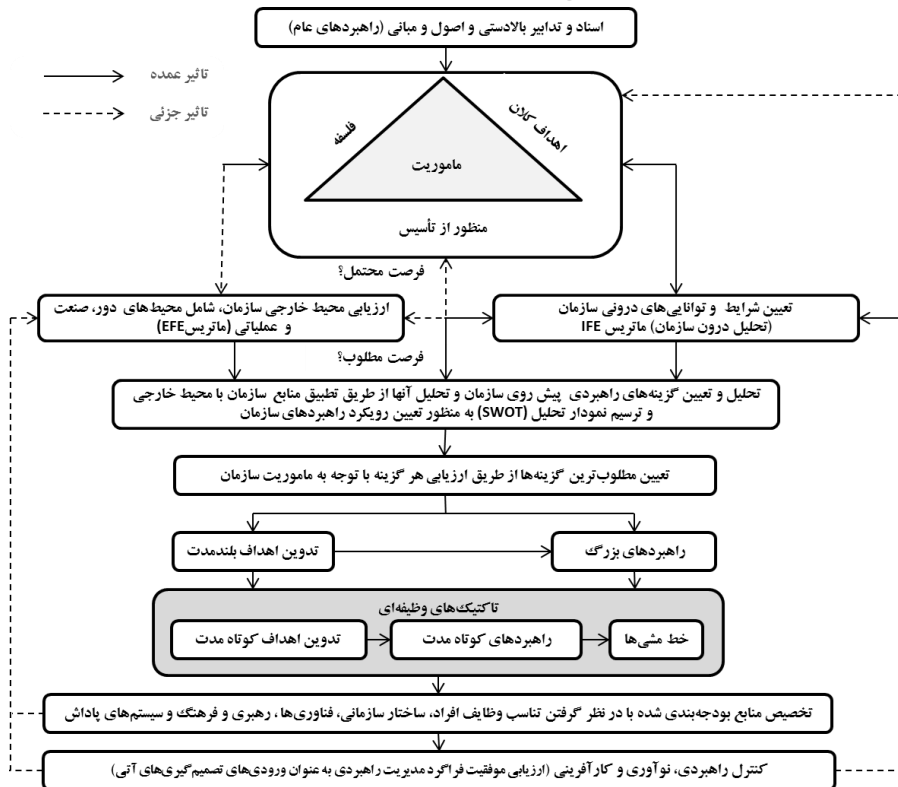 اسناد و تدابیر بالادستی و اصول و مبانی (راهبردهای عام)
تاثیر عمده
تاثیر جزئی
فلسفه
اهداف کلان
ماموریت
منظور از تأسیس
فرصت محتمل؟
تعیین شرایط و توانایی‌های درونی سازمان
(تحلیل درون سازمان) ماتریس IFE
ارزیابی محیط خارجی سازمان، شامل محیط‌های دور، صنعت
و عملیاتی (ماتریسEFE)
فرصت مطلوب؟
تحلیل و تعیین گزینه‌های راهبردی پیش روی سازمان و تحلیل آنها از طریق تطبیق منابع سازمان با محیط خارجی
و ترسیم نمودار تحلیل (SWOT) به منظور تعیین رویکرد راهبردهای سازمان
تعیین مطلوب‌ترین گزینه‌ها از طریق ارزیابی هر گزینه با توجه به ماموریت سازمان
راهبردهای بزرگ
تدوین اهداف بلندمدت
تاکتیک‌های وظیفه‌ای
خط مشی‌ها
راهبردهای کوتاه مدت
تدوین اهداف کوتاه مدت
تخصیص منابع بودجه‌بندی شده با در نظر گرفتن تناسب وظایف افراد، ساختار سازمانی، فناوری‌ها، رهبری و فرهنگ و سیستم‌های پاداش
کنترل راهبردی، نوآوری و کارآفرینی (ارزیابی موفقیت فراگرد مدیریت راهبردی به عنوان ورودی‌های تصمیم‌گیری‌های آتی)